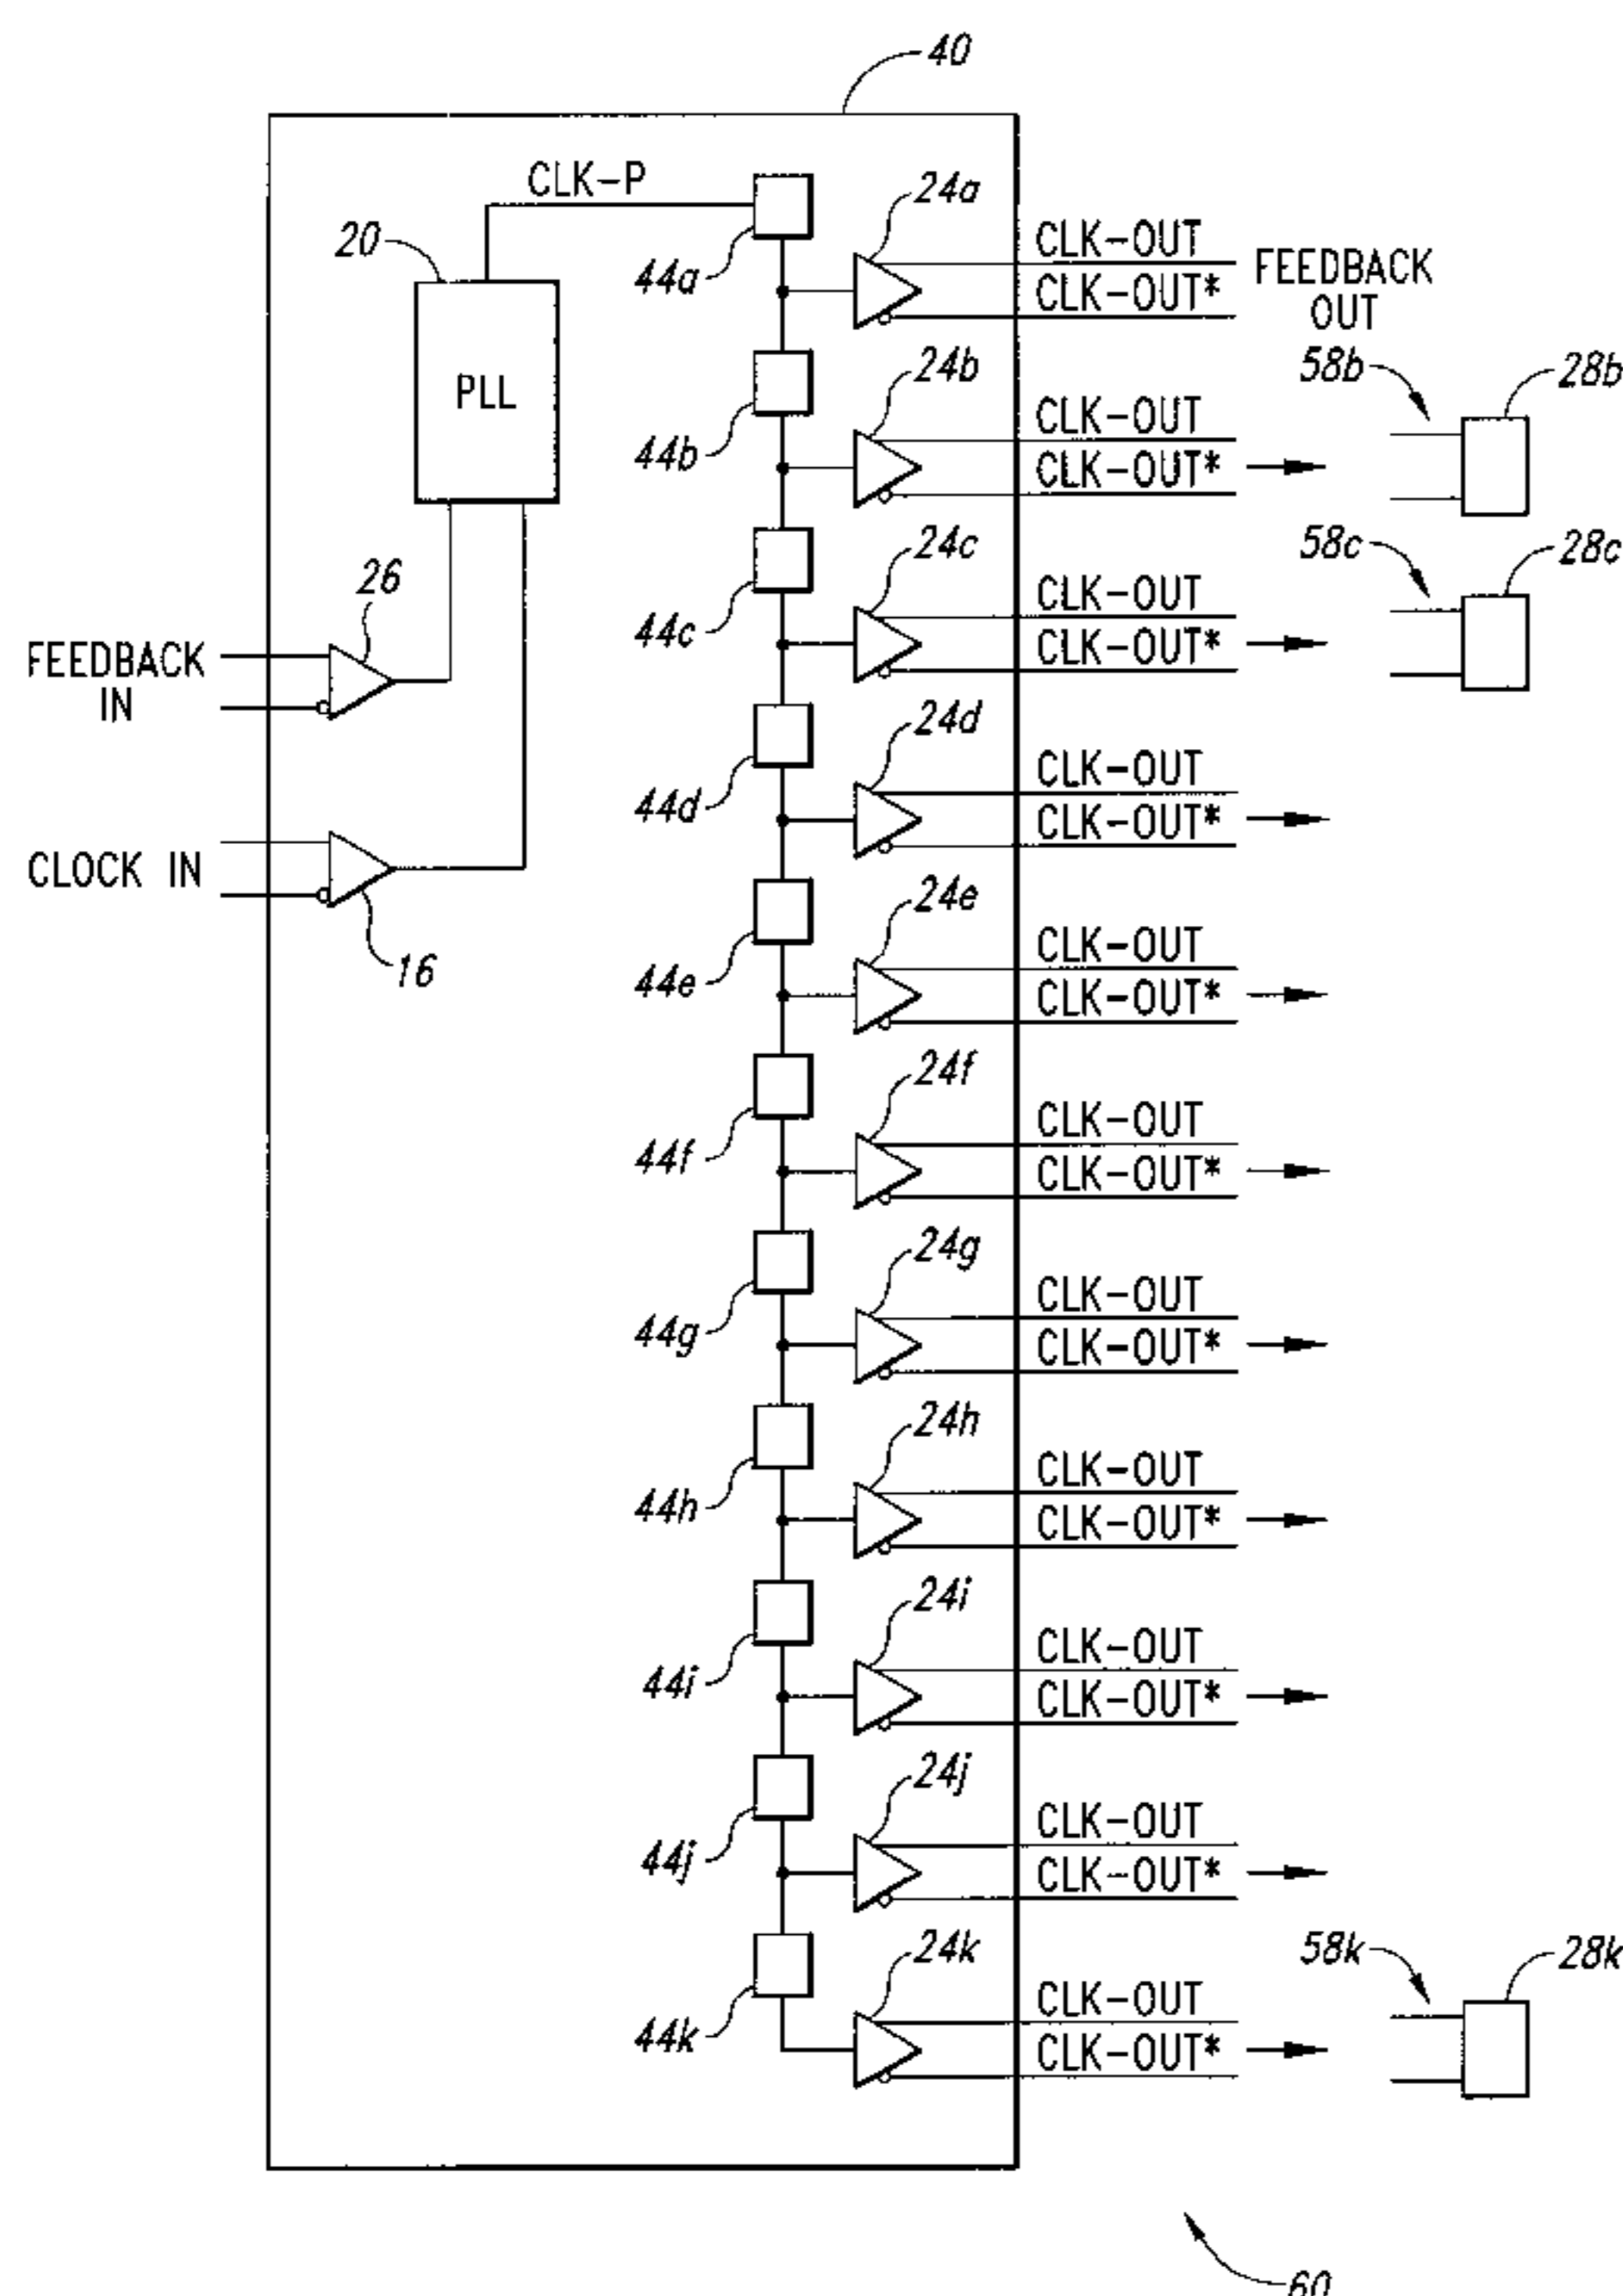 40
CLK-P
24a
20
44a
CLK-OUT
CLK-OUT*
FEEDBACK
OUT
PLL
24b
58b
28b
44b
CLK-OUT
CLK-OUT*
24c
58c
28c
26
44c
CLK-OUT
CLK-OUT*
FEEDBACK
IN
24d
44d
CLK-OUT
CLK-OUT*
CLOCK IN
16
24e
44e
CLK-OUT
CLK-OUT*
24f
44f
CLK-OUT
CLK-OUT*
24g
44g
CLK-OUT
CLK-OUT*
24h
44h
CLK-OUT
CLK-OUT*
24i
44i
CLK-OUT
CLK-OUT*
24j
44j
CLK-OUT
CLK-OUT*
24k
58k
28k
44k
CLK-OUT
CLK-OUT*
60